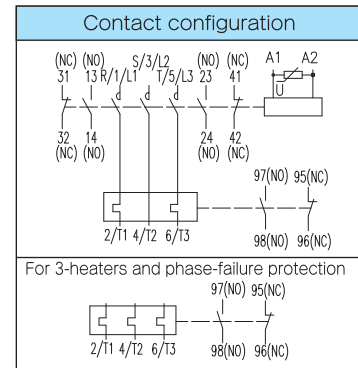 Contact configuration
(NC) (NO) S/3/L2 (NO) (NC) A1 A2
31 13 R/1/L1 T/5/L3 23 41
U
32 14 24 42
(NC) (NO) (NO) (NC)
97(NO) 95(NC)
2/T1 4/T2 6/T3
98(NO) 96(NC)
For 3-heaters and phase-failure protection
97(NO) 95(NC)
2/T1 4/T2 6/T3 98(NO) 96(NC)